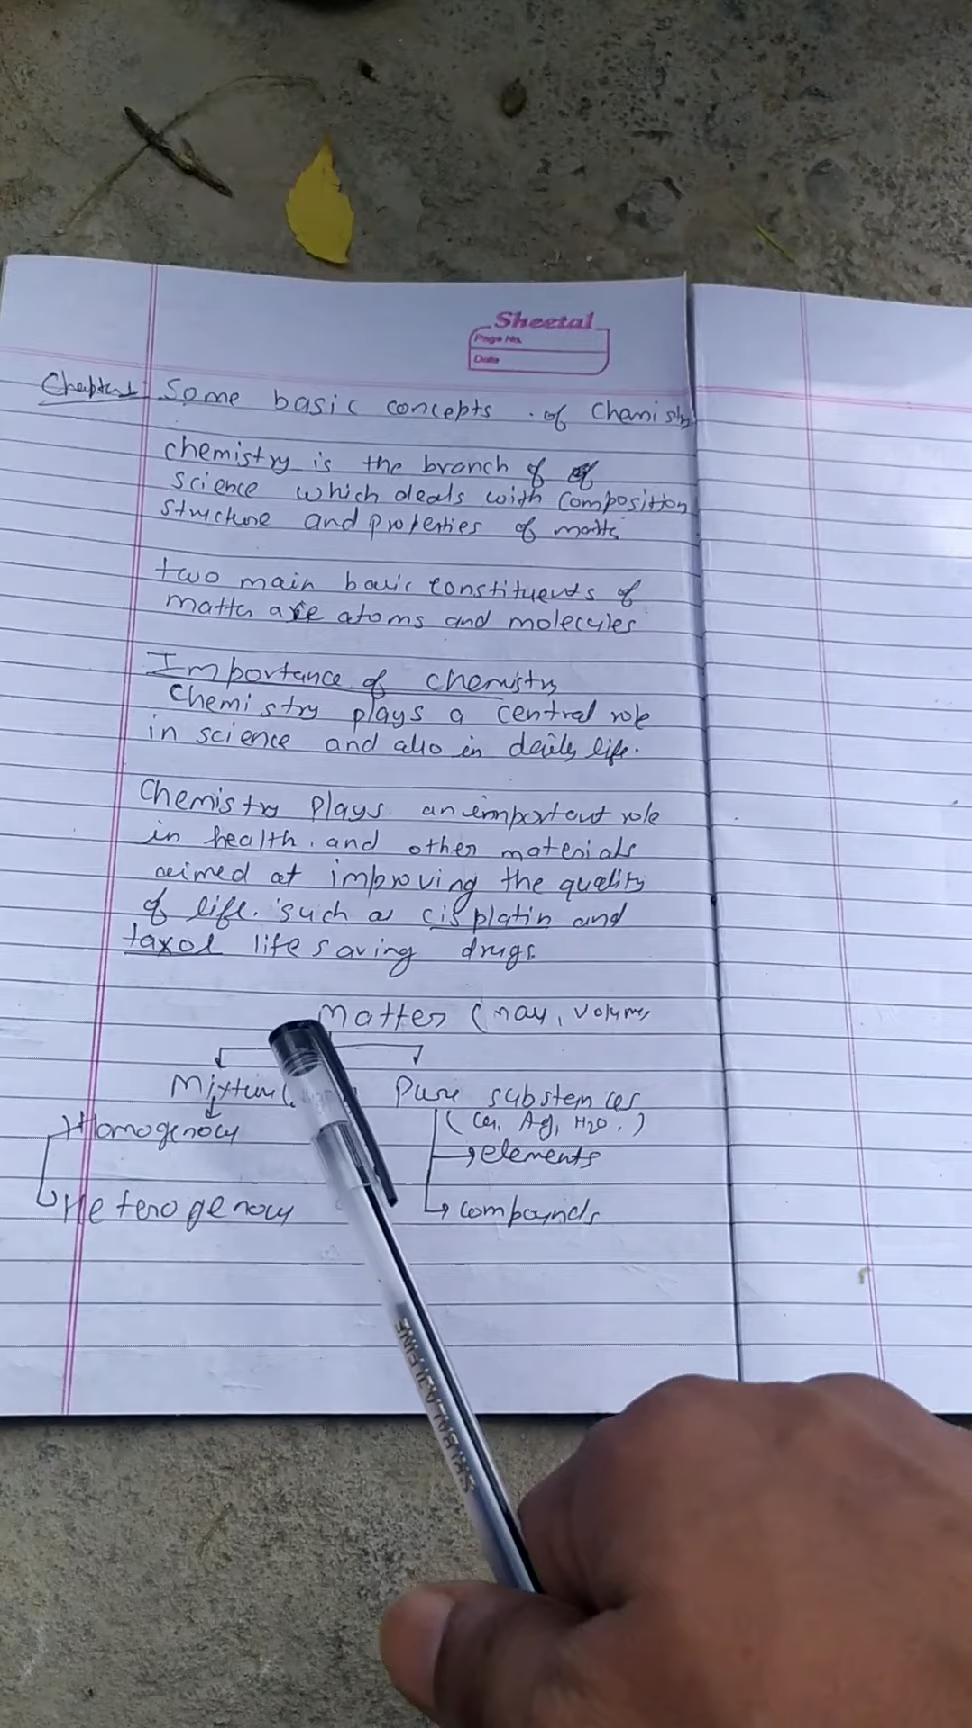 Sheetal
Page No.
Date
Chapter 1 Some basic concepts of Chemistry
chemistry is the branch of of
science which deals with composition
structure and properties of matter
two main basic constituents of
matter are atoms and molecules
Importance of chemistry
chemistry plays a central role
in science and also in daily life.
Chemistry plays an important role
in health and other materials
aimed at improving the quality
of life. such as cisplatin and
taxol life saving drugs.
Matter ( volume
Mixture ( Pure substences
( Ag, H2O. )
Homogenous
elements
Heterogenous
compounds